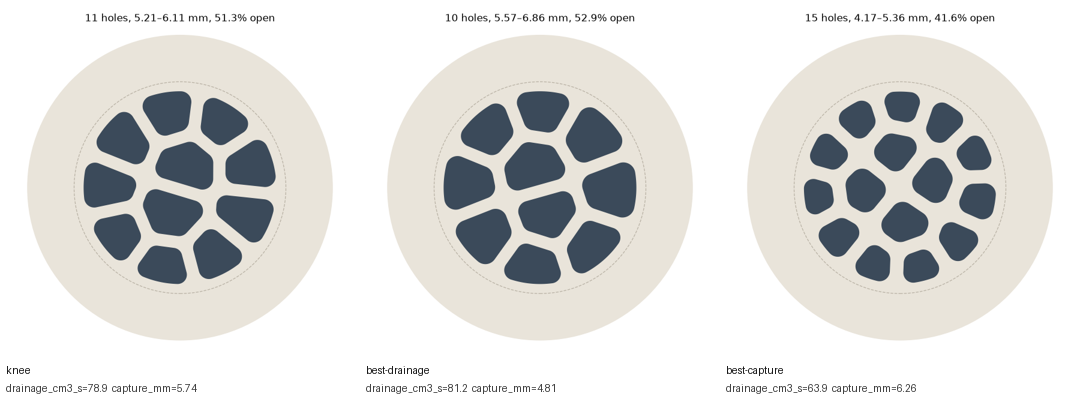 11 holes, 5.21–6.11 mm, 51.3% open
10 holes, 5.57–6.86 mm, 52.9% open
15 holes, 4.17–5.36 mm, 41.6% open
knee
drainage_cm3_s=78.9 capture_mm=5.74
best-drainage
drainage_cm3_s=81.2 capture_mm=4.81
best-capture
drainage_cm3_s=63.9 capture_mm=6.26